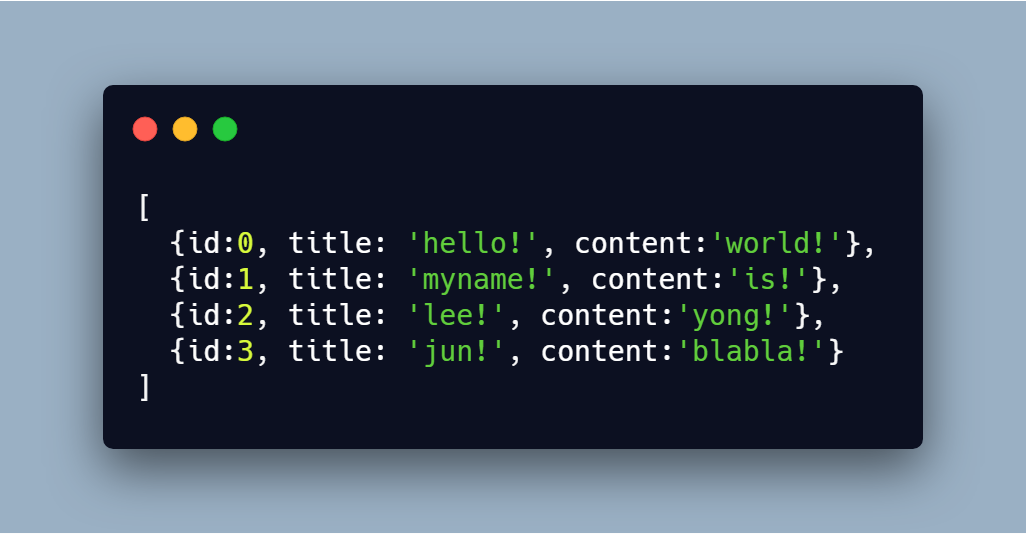 [
  {id:0, title: 'hello!', content:'world!'},
  {id:1, title: 'myname!', content:'is!'},
  {id:2, title: 'lee!', content:'yong!'},
  {id:3, title: 'jun!', content:'blabla!'}
]